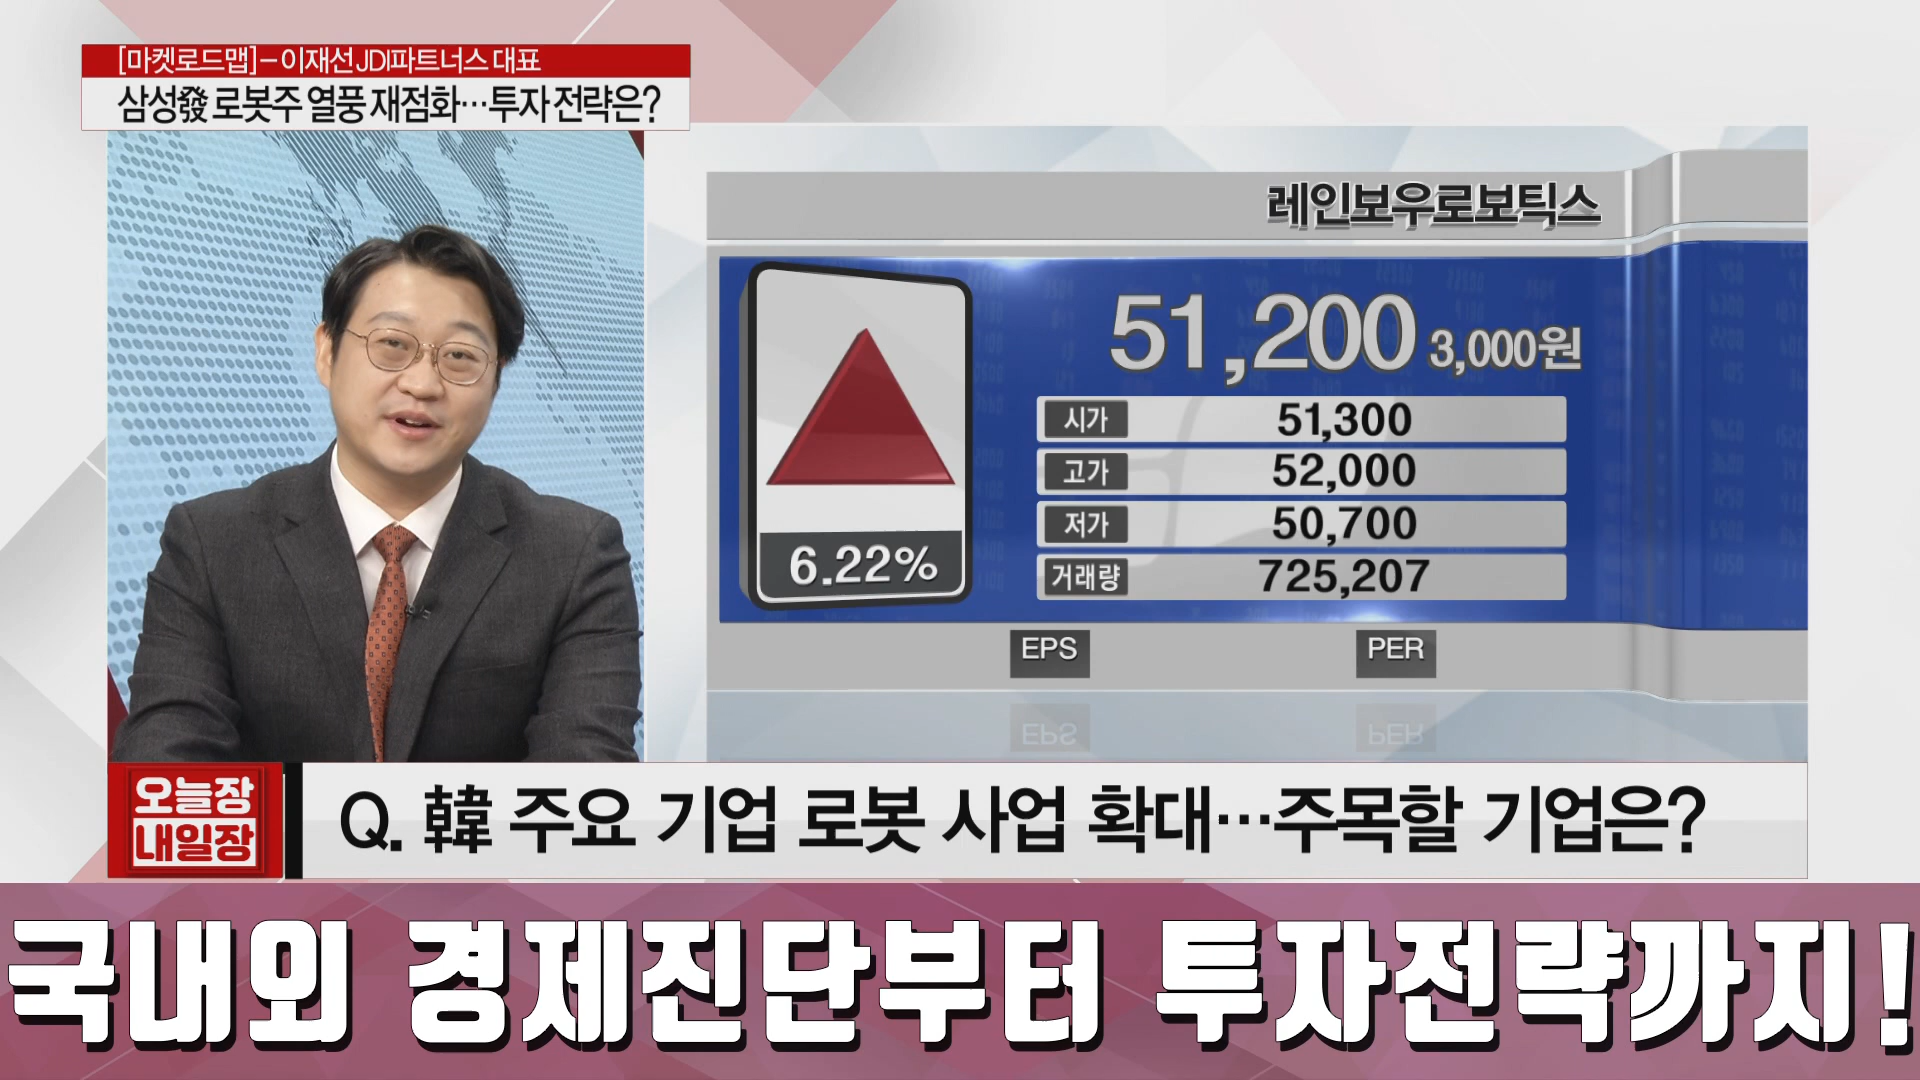 [마켓로드맵] - 이재선 JDI파트너스 대표
삼성發 로봇주 열풍 재점화…투자 전략은?
레인보우로보틱스
51,200 3,000원
6.22%
시가 51,300
고가 52,000
저가 50,700
거래량 725,207
EPS PER
오늘장
내일장
Q. 韓 주요 기업 로봇 사업 확대…주목할 기업은?
국내외 경제진단부터 투자전략까지!